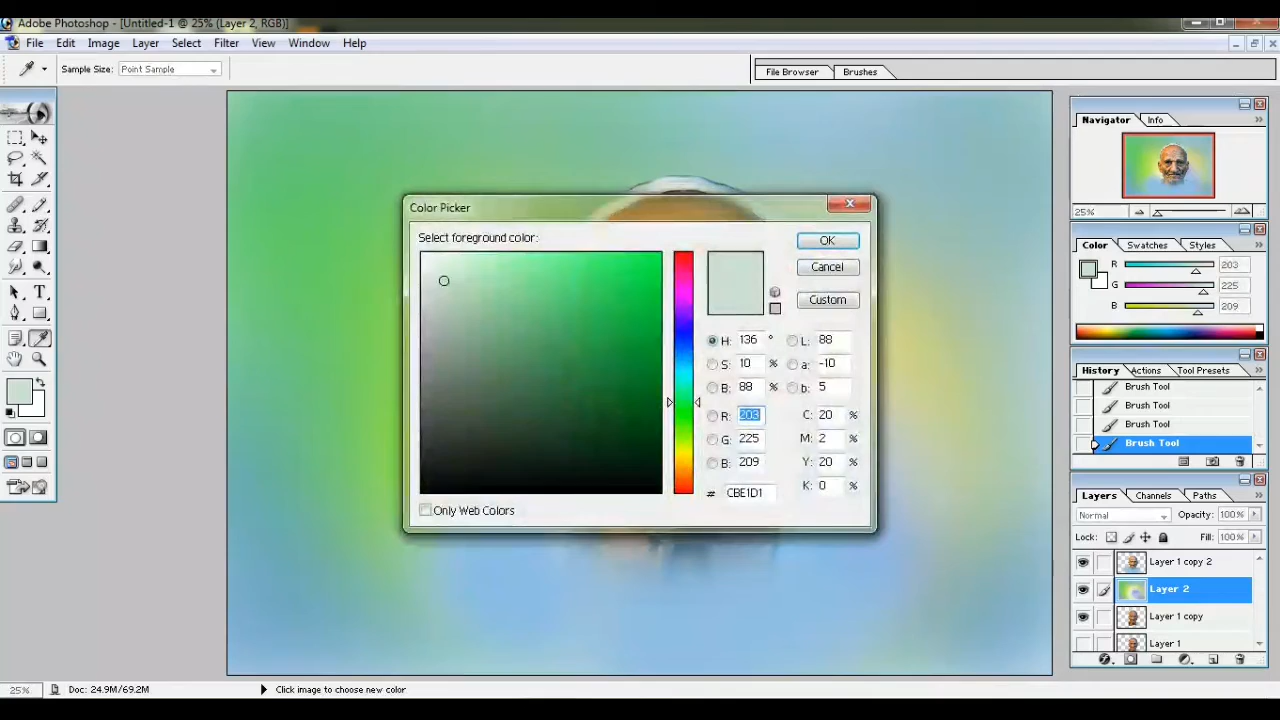 Adobe Photoshop - [Untitled-1 @ 25% (Layer 2, RGB)]
File Edit Image Layer Select Filter View Window Help
Sample Size: Point Sample
File Browser Brushes
Navigator Info
25%
Color Swatches Styles
R 203
G 225
B 209
History Actions Tool Presets
Brush Tool
Brush Tool
Brush Tool
Brush Tool
Layers Channels Paths
Normal Opacity: 100%
Lock: Fill: 100%
Layer 1 copy 2
Layer 2
Layer 1 copy
Layer 1
Color Picker
Select foreground color:
OK
Cancel
Custom
H: 136 ° L: 88
S: 10 % a: -10
B: 88 % b: 5
R: 203 C: 20 %
G: 225 M: 2 %
B: 209 Y: 20 %
# CBE1D1 K: 0 %
Only Web Colors
T
25% Doc: 24.9M/69.2M Click image to choose new color